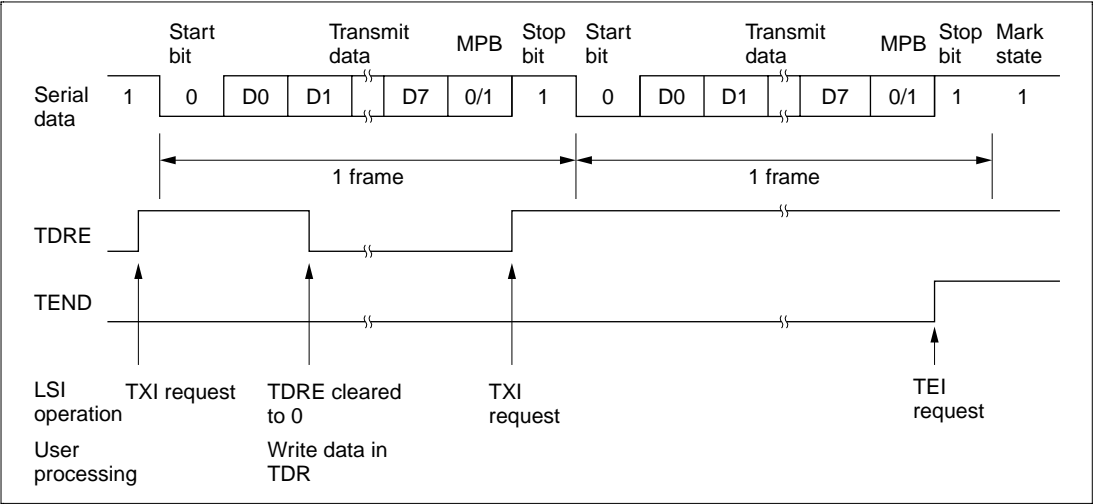 Start bit
Transmit data
MPB
Stop bit
Start bit
Transmit data
MPB
Stop bit
Mark state
Serial data
1 0 D0 D1 D7 0/1 1 0 D0 D1 D7 0/1 1 1
1 frame
1 frame
TDRE
TEND
LSI operation
TXI request
TDRE cleared to 0
TXI request
TEI request
User processing
Write data in TDR